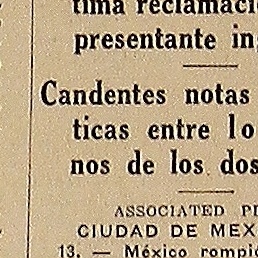 tima reclamaci
presentante in
Candentes notas
ticas entre lo
nos de los dos
ASSOCIATED P
CIUDAD DE MEX
13. — México rompi